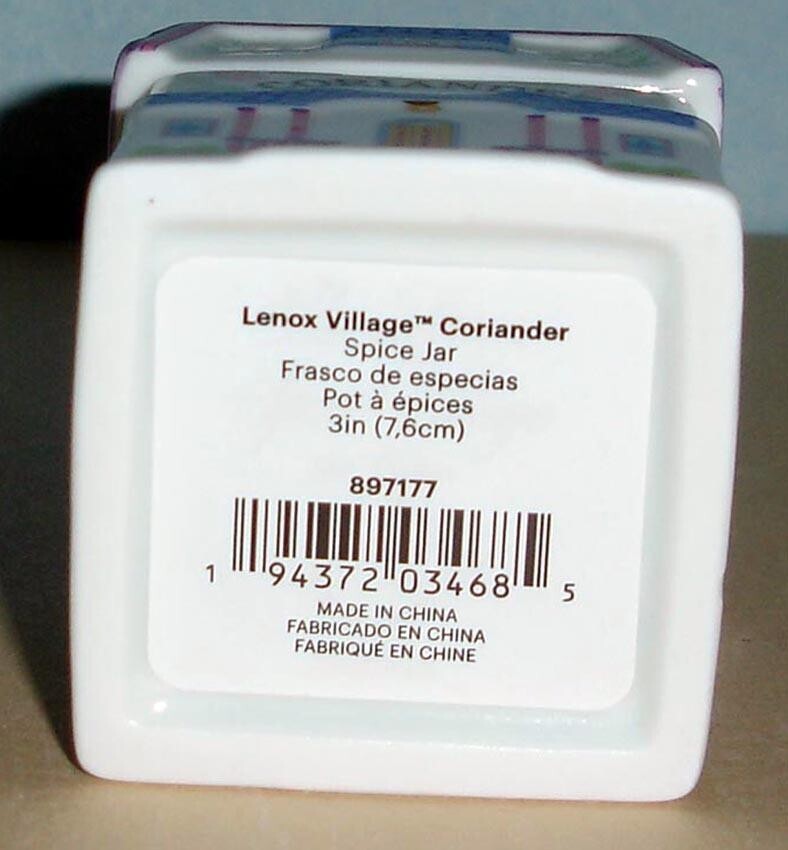 Lenox Village™ Coriander
Spice Jar
Frasco de especias
Pot à épices
3in (7,6cm)
897177
1 94372 03468 5
MADE IN CHINA
FABRICADO EN CHINA
FABRIQUÉ EN CHINE